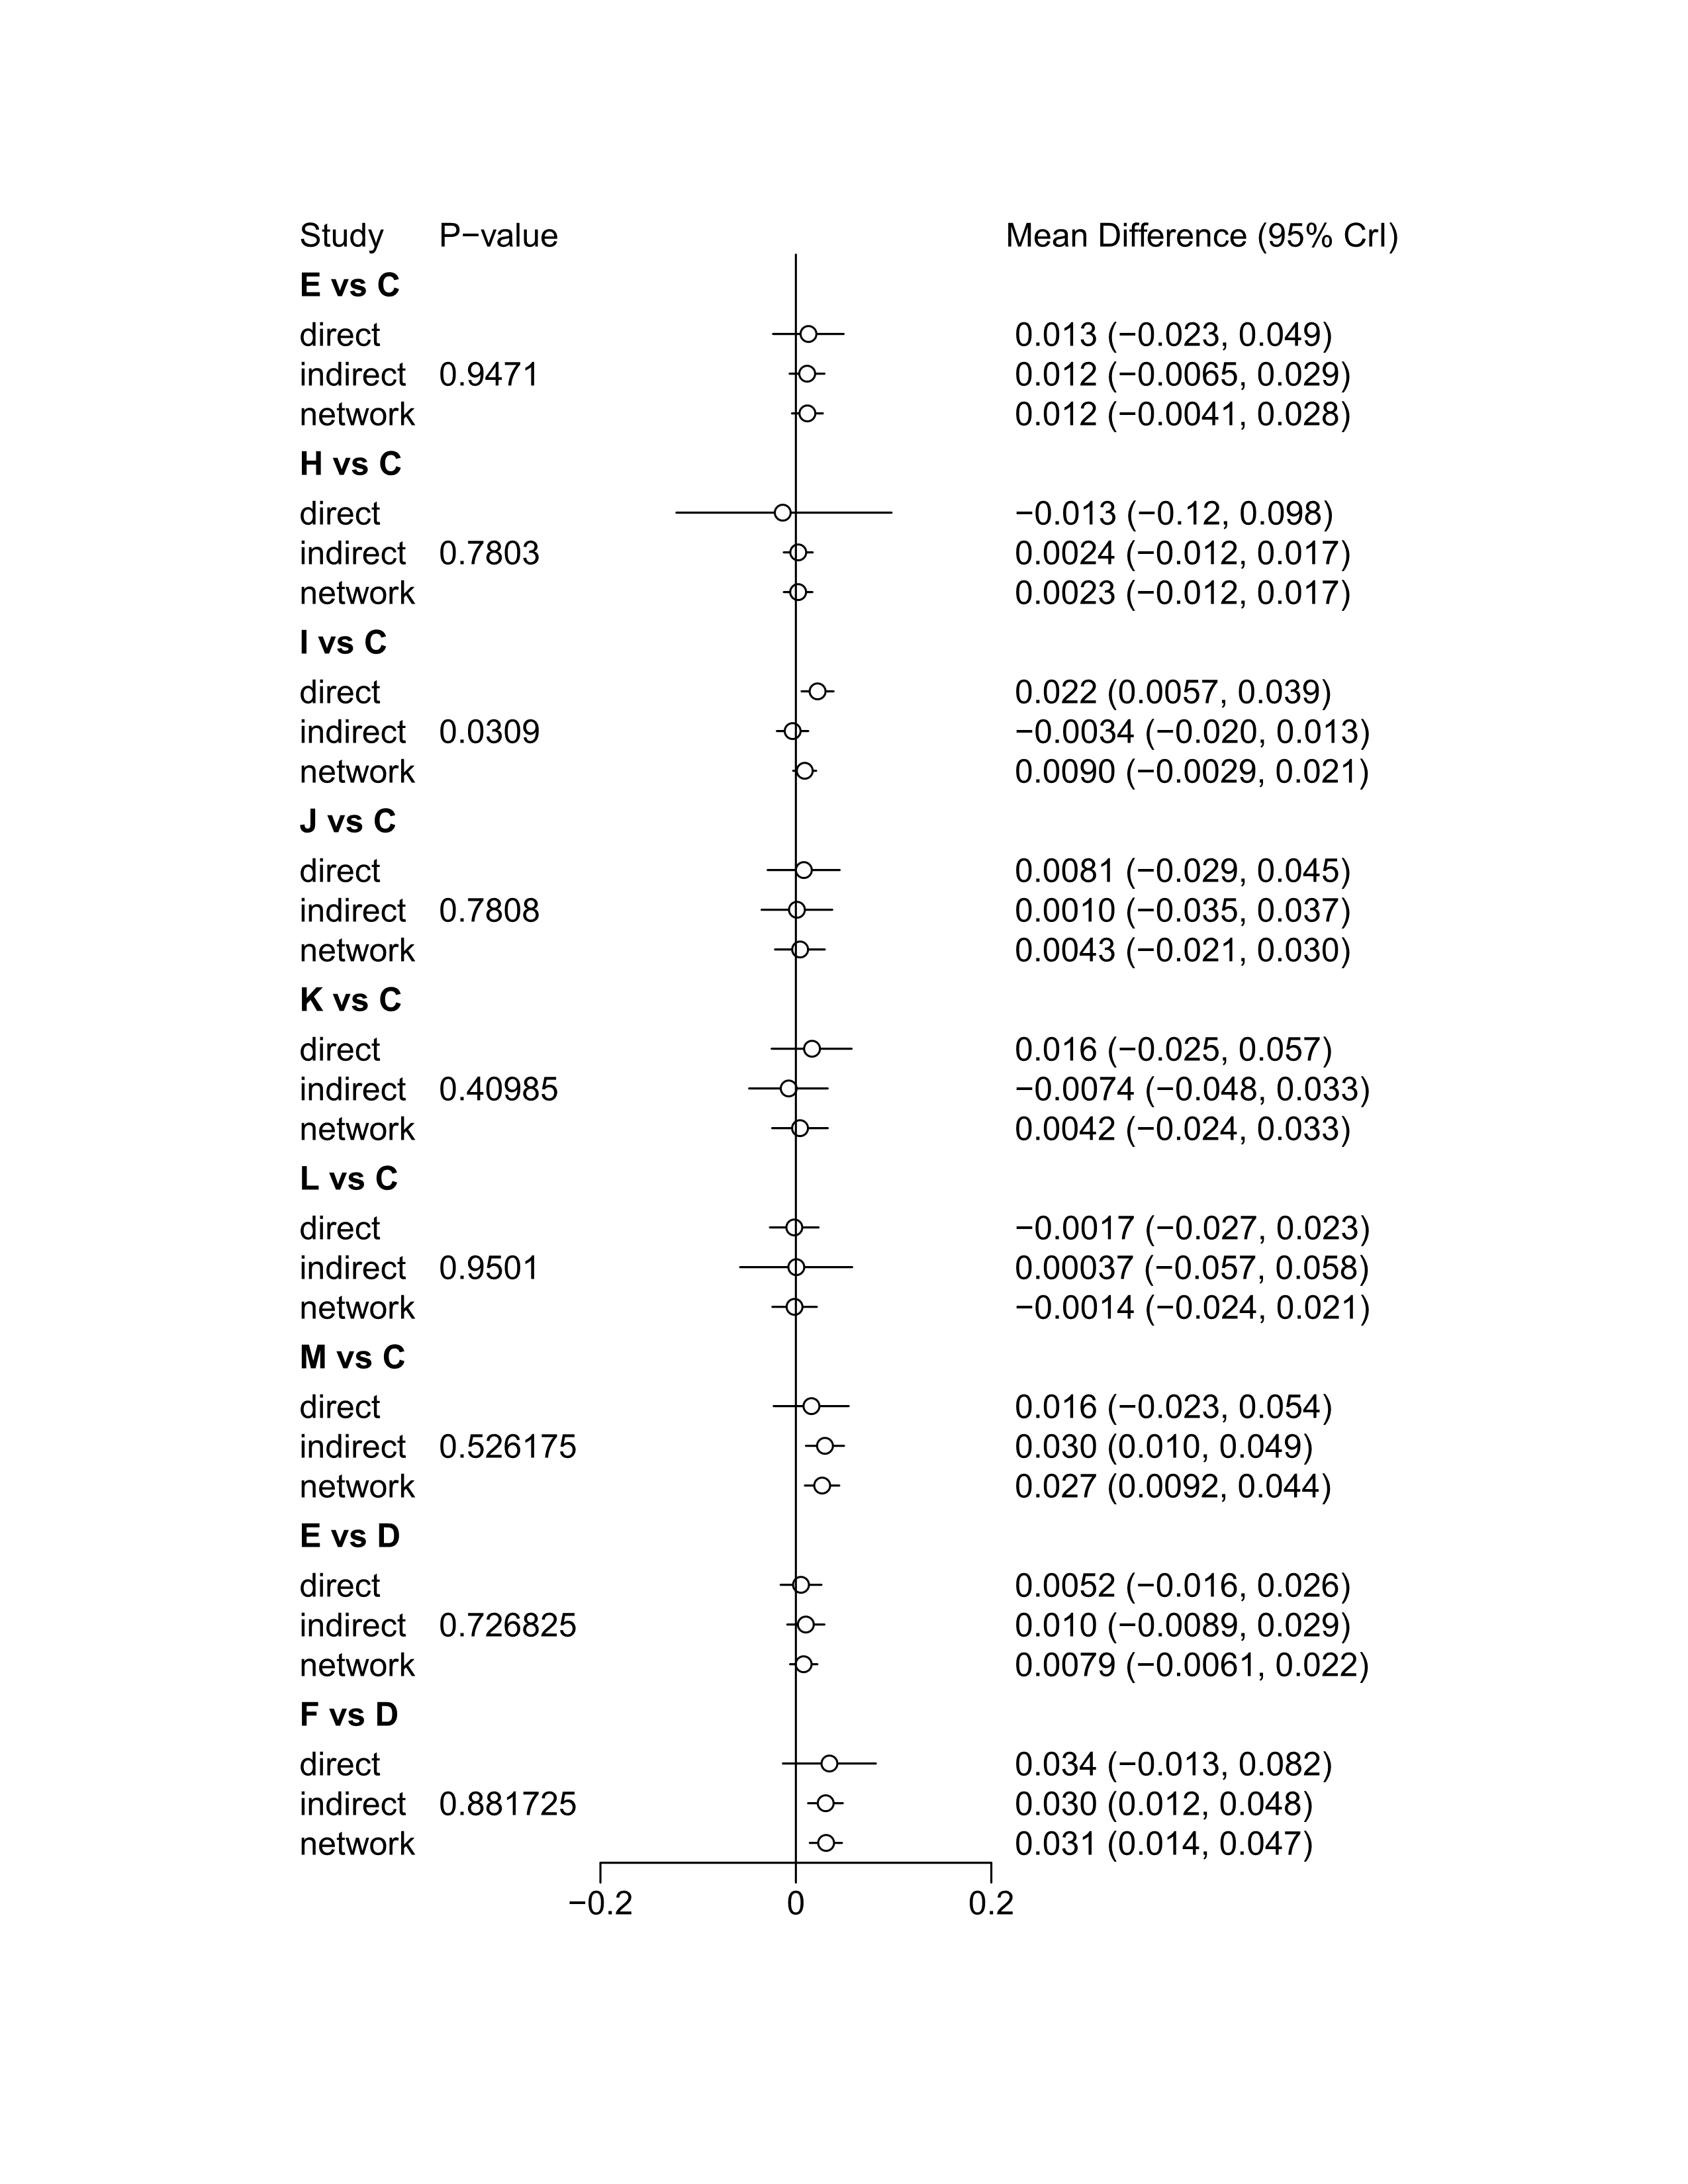 Study P−value Mean Difference (95% CrI)
E vs C
direct 0.013 (−0.023, 0.049)
indirect 0.9471 0.012 (−0.0065, 0.029)
network 0.012 (−0.0041, 0.028)
H vs C
direct −0.013 (−0.12, 0.098)
indirect 0.7803 0.0024 (−0.012, 0.017)
network 0.0023 (−0.012, 0.017)
I vs C
direct 0.022 (0.0057, 0.039)
indirect 0.0309 −0.0034 (−0.020, 0.013)
network 0.0090 (−0.0029, 0.021)
J vs C
direct 0.0081 (−0.029, 0.045)
indirect 0.7808 0.0010 (−0.035, 0.037)
network 0.0043 (−0.021, 0.030)
K vs C
direct 0.016 (−0.025, 0.057)
indirect 0.40985 −0.0074 (−0.048, 0.033)
network 0.0042 (−0.024, 0.033)
L vs C
direct −0.0017 (−0.027, 0.023)
indirect 0.9501 0.00037 (−0.057, 0.058)
network −0.0014 (−0.024, 0.021)
M vs C
direct 0.016 (−0.023, 0.054)
indirect 0.526175 0.030 (0.010, 0.049)
network 0.027 (0.0092, 0.044)
E vs D
direct 0.0052 (−0.016, 0.026)
indirect 0.726825 0.010 (−0.0089, 0.029)
network 0.0079 (−0.0061, 0.022)
F vs D
direct 0.034 (−0.013, 0.082)
indirect 0.881725 0.030 (0.012, 0.048)
network 0.031 (0.014, 0.047)
−0.2 0 0.2